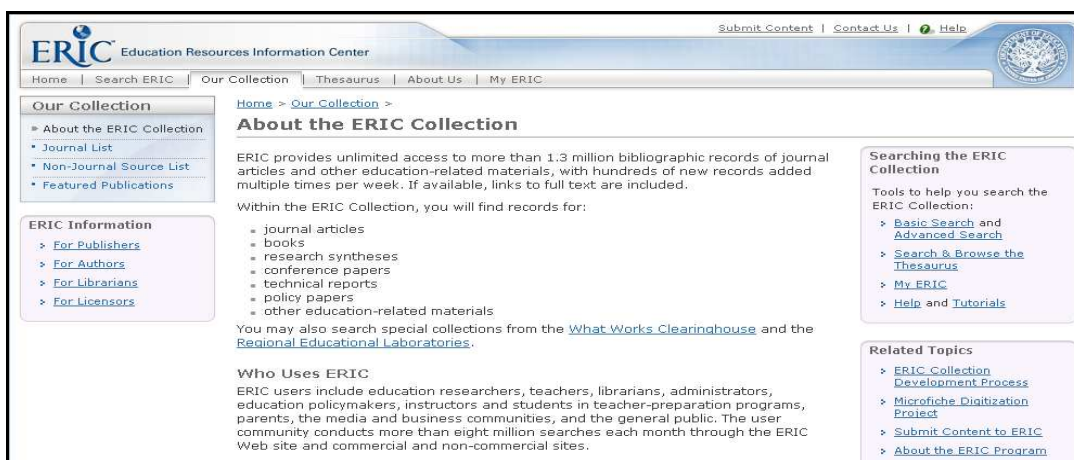 Submit Content | Contact Us | Help
ERIC Education Resources Information Center
Home | Search ERIC | Our Collection | Thesaurus | About Us | My ERIC
Our Collection
About the ERIC Collection
Journal List
Non-Journal Source List
Featured Publications
ERIC Information
For Publishers
For Authors
For Librarians
For Licensors
Home > Our Collection >
About the ERIC Collection
ERIC provides unlimited access to more than 1.3 million bibliographic records of journal
articles and other education-related materials, with hundreds of new records added
multiple times per week. If available, links to full text are included.
Within the ERIC Collection, you will find records for:
journal articles
books
research syntheses
conference papers
technical reports
policy papers
other education-related materials
You may also search special collections from the What Works Clearinghouse and the
Regional Educational Laboratories.
Who Uses ERIC
ERIC users include education researchers, teachers, librarians, administrators,
education policymakers, instructors and students in teacher-preparation programs,
parents, the media and business communities, and the general public. The user
community conducts more than eight million searches each month through the ERIC
Web site and commercial and non-commercial sites.
Searching the ERIC
Collection
Tools to help you search the
ERIC Collection:
Basic Search and
Advanced Search
Search & Browse the
Thesaurus
My ERIC
Help and Tutorials
Related Topics
ERIC Collection
Development Process
Microfiche Digitization
Project
Submit Content to ERIC
About the ERIC Program